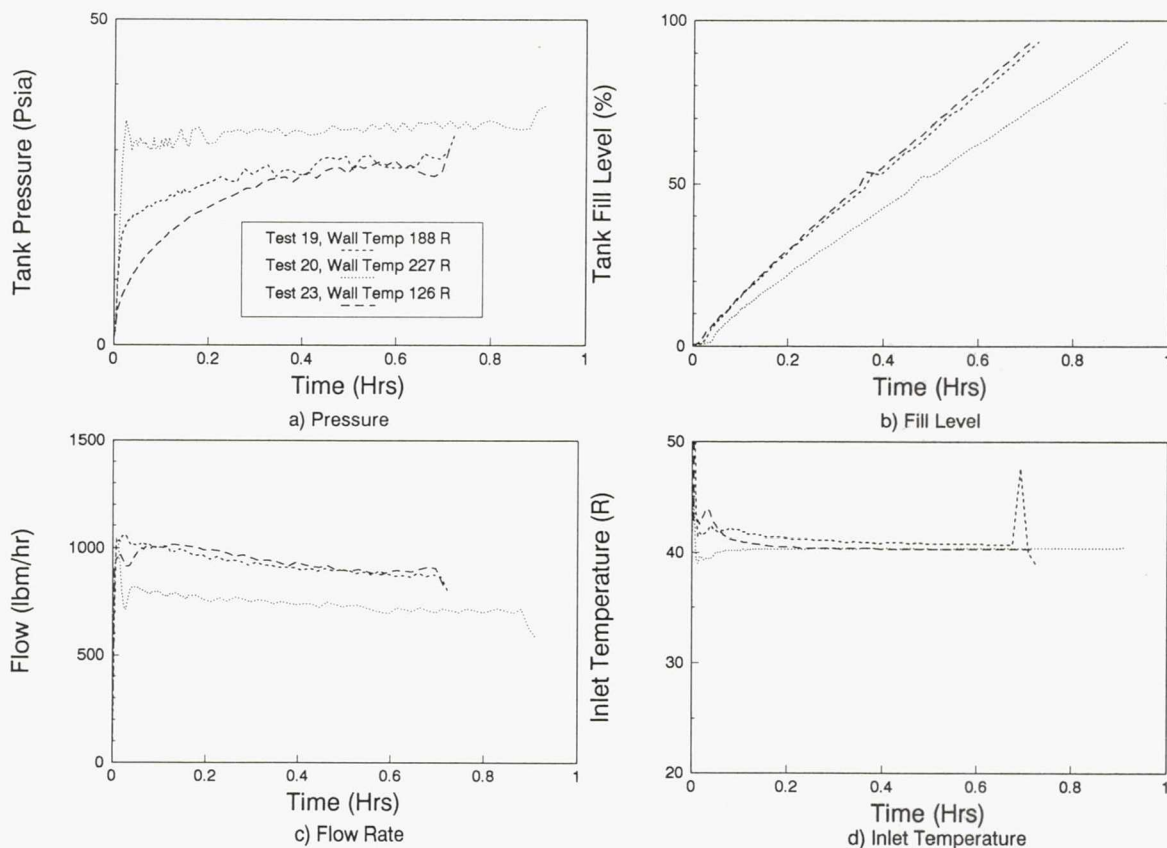 50
Tank Pressure (Psia)
0
0
0.2
0.4
0.6
0.8
1
Time (Hrs)
a) Pressure
Test 19, Wall Temp 188 R
Test 20, Wall Temp 227 R
Test 23, Wall Temp 126 R
100
Tank Fill Level (%)
50
0
0
0.2
0.4
0.6
0.8
1
Time (Hrs)
b) Fill Level
1500
1000
500
0
Flow (lbm/hr)
0
0.2
0.4
0.6
0.8
1
Time (Hrs)
c) Flow Rate
50
40
30
20
Inlet Temperature (R)
0
0.2
0.4
0.6
0.8
1
Time (Hrs)
d) Inlet Temperature